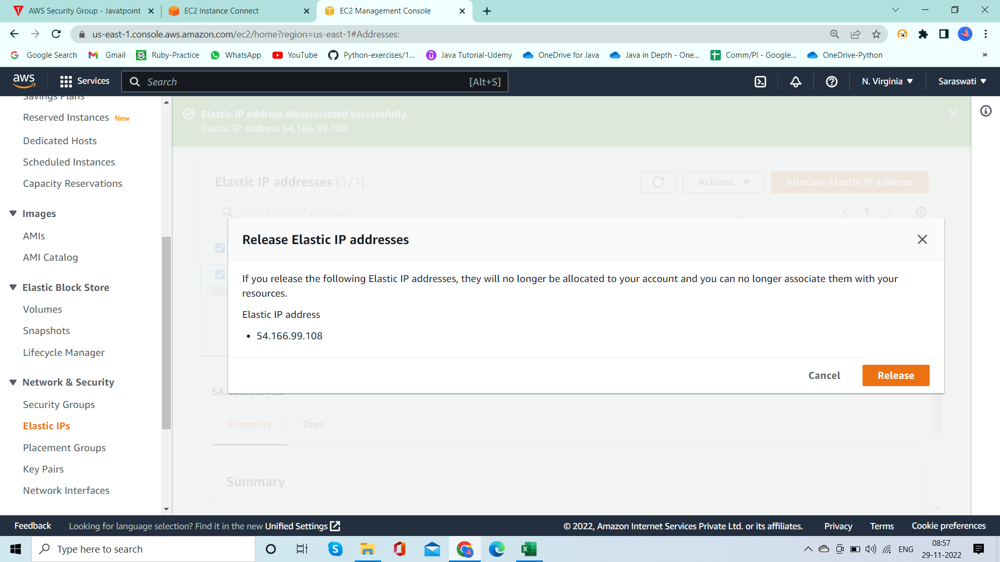 AWS Security Group - Javatpoint
EC2 Instance Connect
EC2 Management Console
us-east-1.console.aws.amazon.com/ec2/home?region=us-east-1#Addresses:
Google Search
Gmail
Ruby-Practice
WhatsApp
YouTube
Python-exercises/1...
Java Tutorial-Udemy
OneDrive for Java
Java in Depth - One...
Comm/PI - Google...
OneDrive-Python
»
aws
Services
Search
[Alt+S]
N. Virginia
Saraswati
Savings Plans
Reserved Instances New
Dedicated Hosts
Scheduled Instances
Capacity Reservations
Images
AMIs
AMI Catalog
Elastic Block Store
Volumes
Snapshots
Lifecycle Manager
Network & Security
Security Groups
Elastic IPs
Placement Groups
Key Pairs
Network Interfaces
Elastic IP address disassociated successfully.
Elastic IP address 54.166.99.108
Elastic IP addresses (1/1)
Actions
Allocate Elastic IP address
Filter Elastic IP addresses
1
Release Elastic IP addresses
If you release the following Elastic IP addresses, they will no longer be allocated to your account and you can no longer associate them with your
resources.
Elastic IP address
• 54.166.99.108
Cancel
Release
54.166.99.108
Summary
Tags
Summary
Feedback
Looking for language selection? Find it in the new Unified Settings
© 2022, Amazon Internet Services Private Ltd. or its affiliates.
Privacy
Terms
Cookie preferences
Type here to search
ENG
08:57
29-11-2022